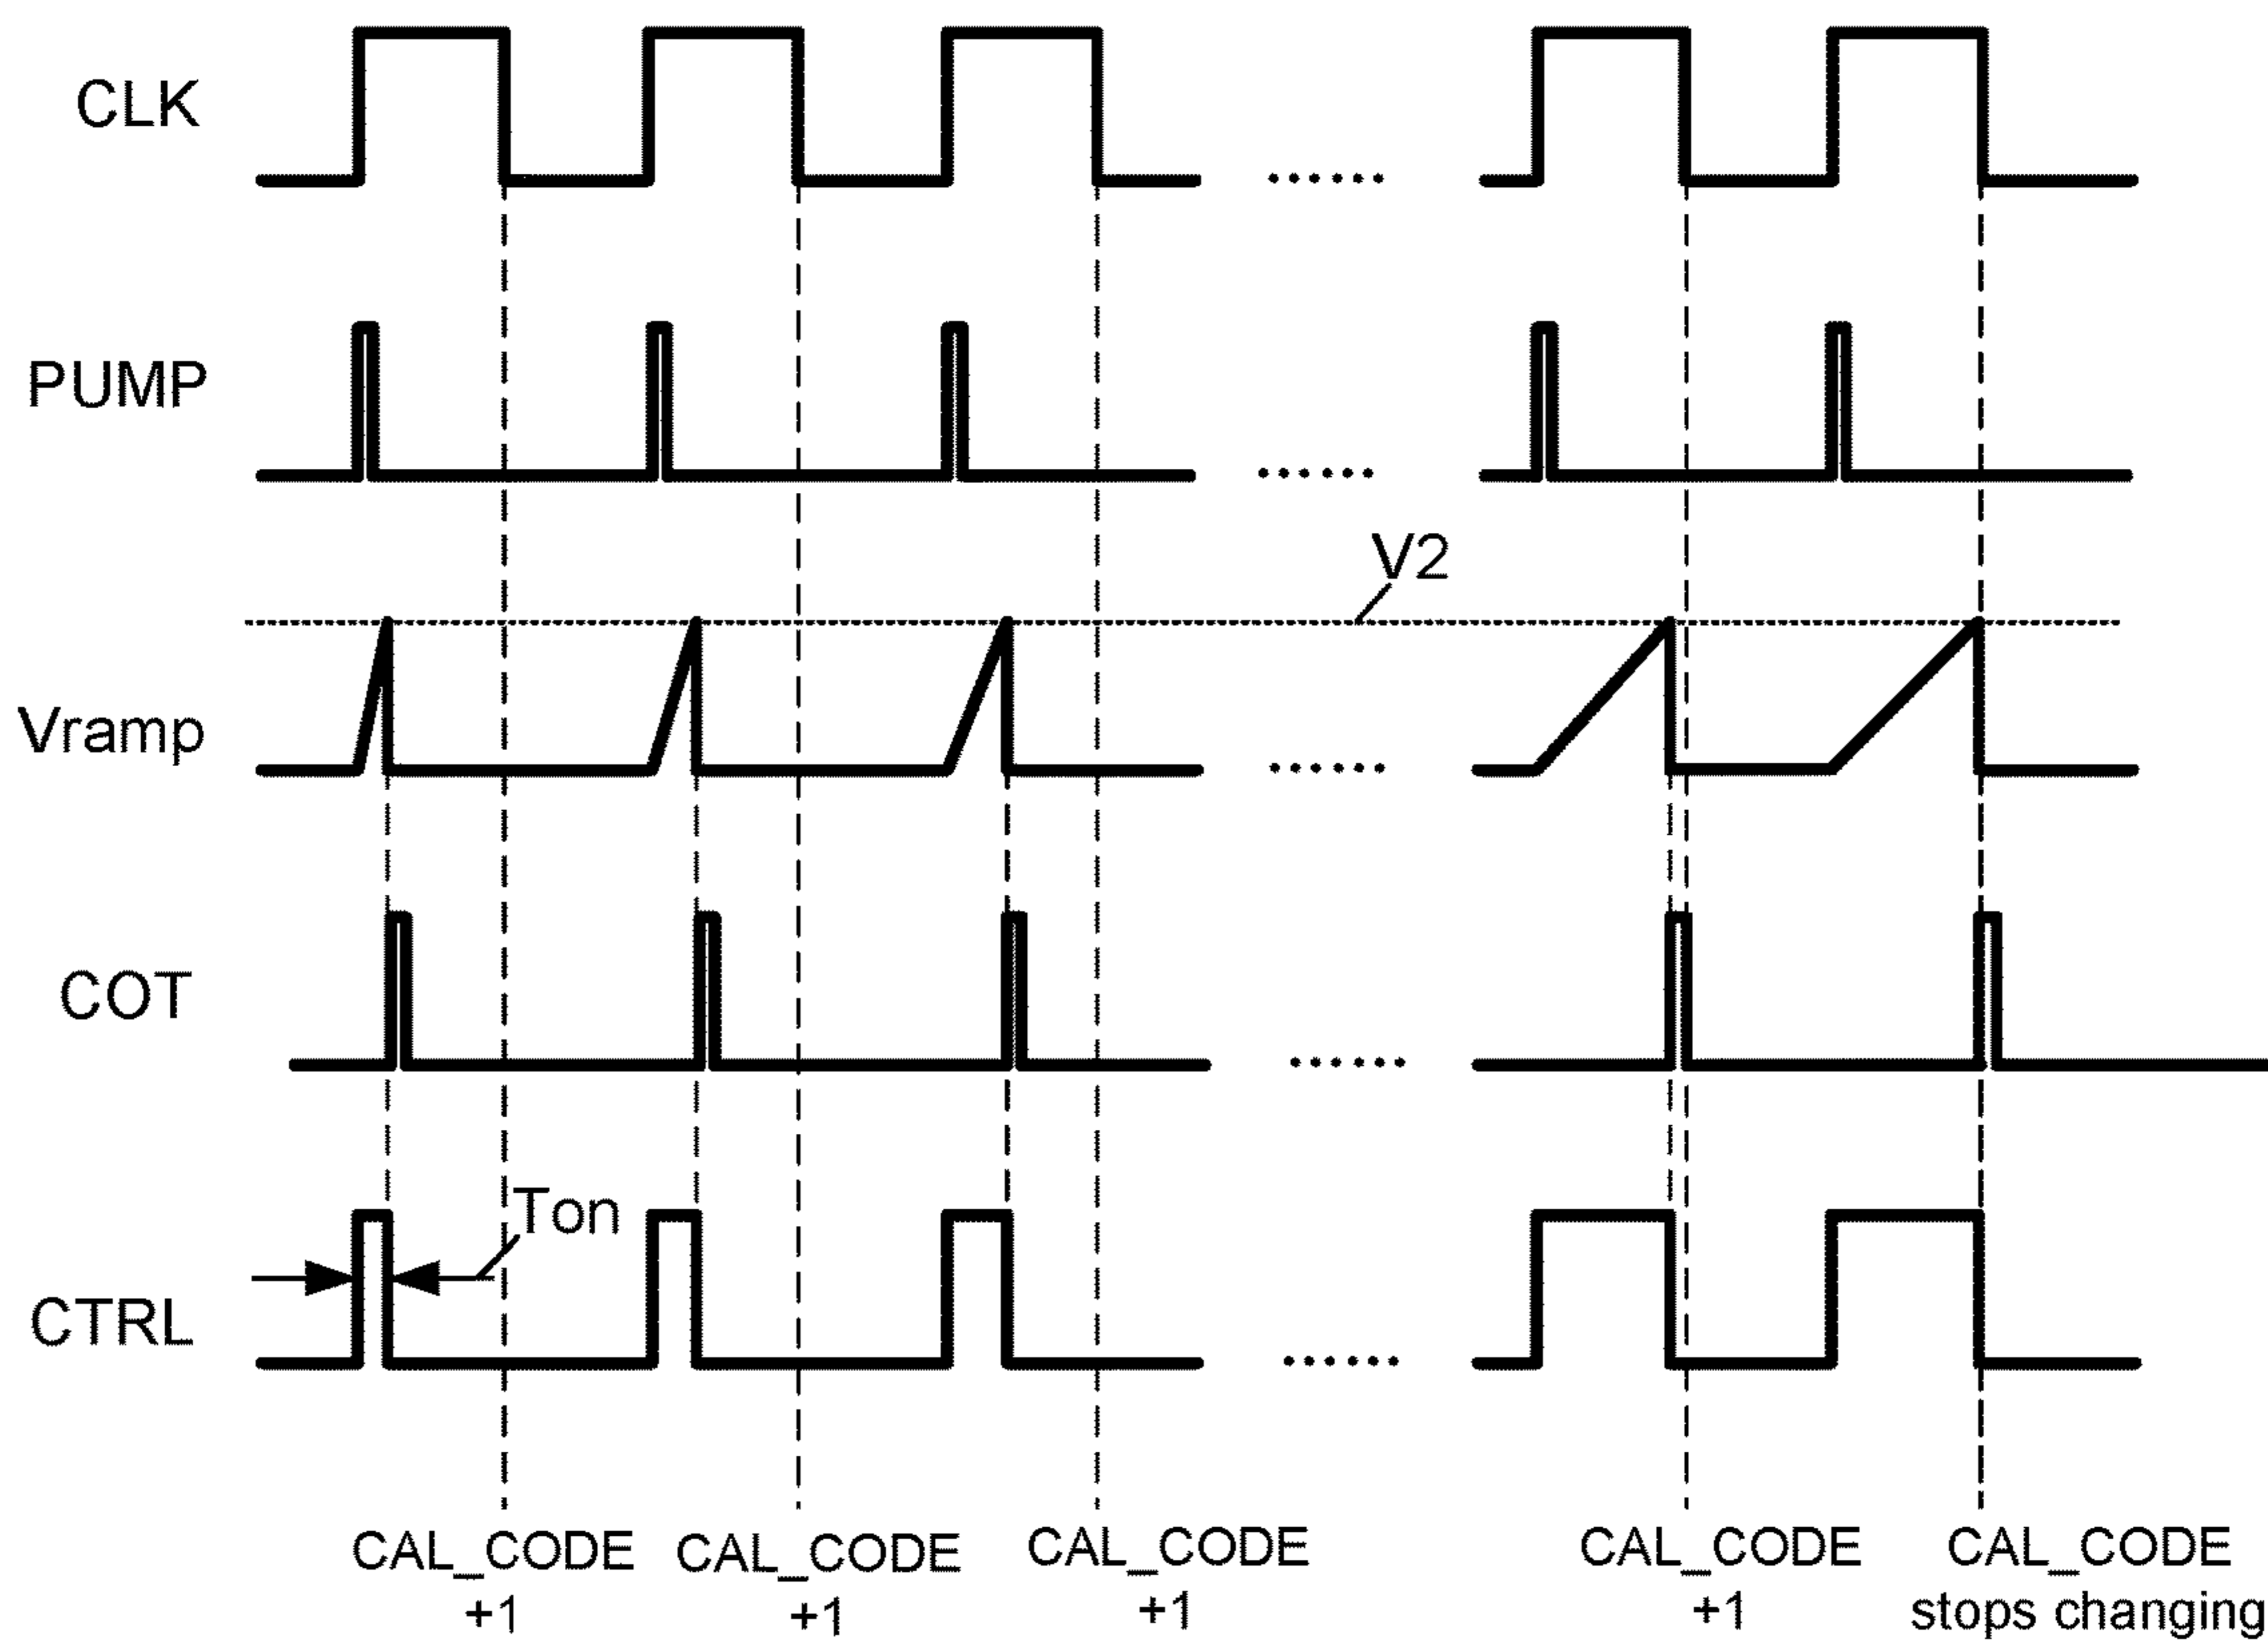 CLK
PUMP
V2
Vramp
COT
Ton
CTRL
CAL_CODE
+1
CAL_CODE
+1
CAL_CODE
+1
CAL_CODE
+1
CAL_CODE
stops changing